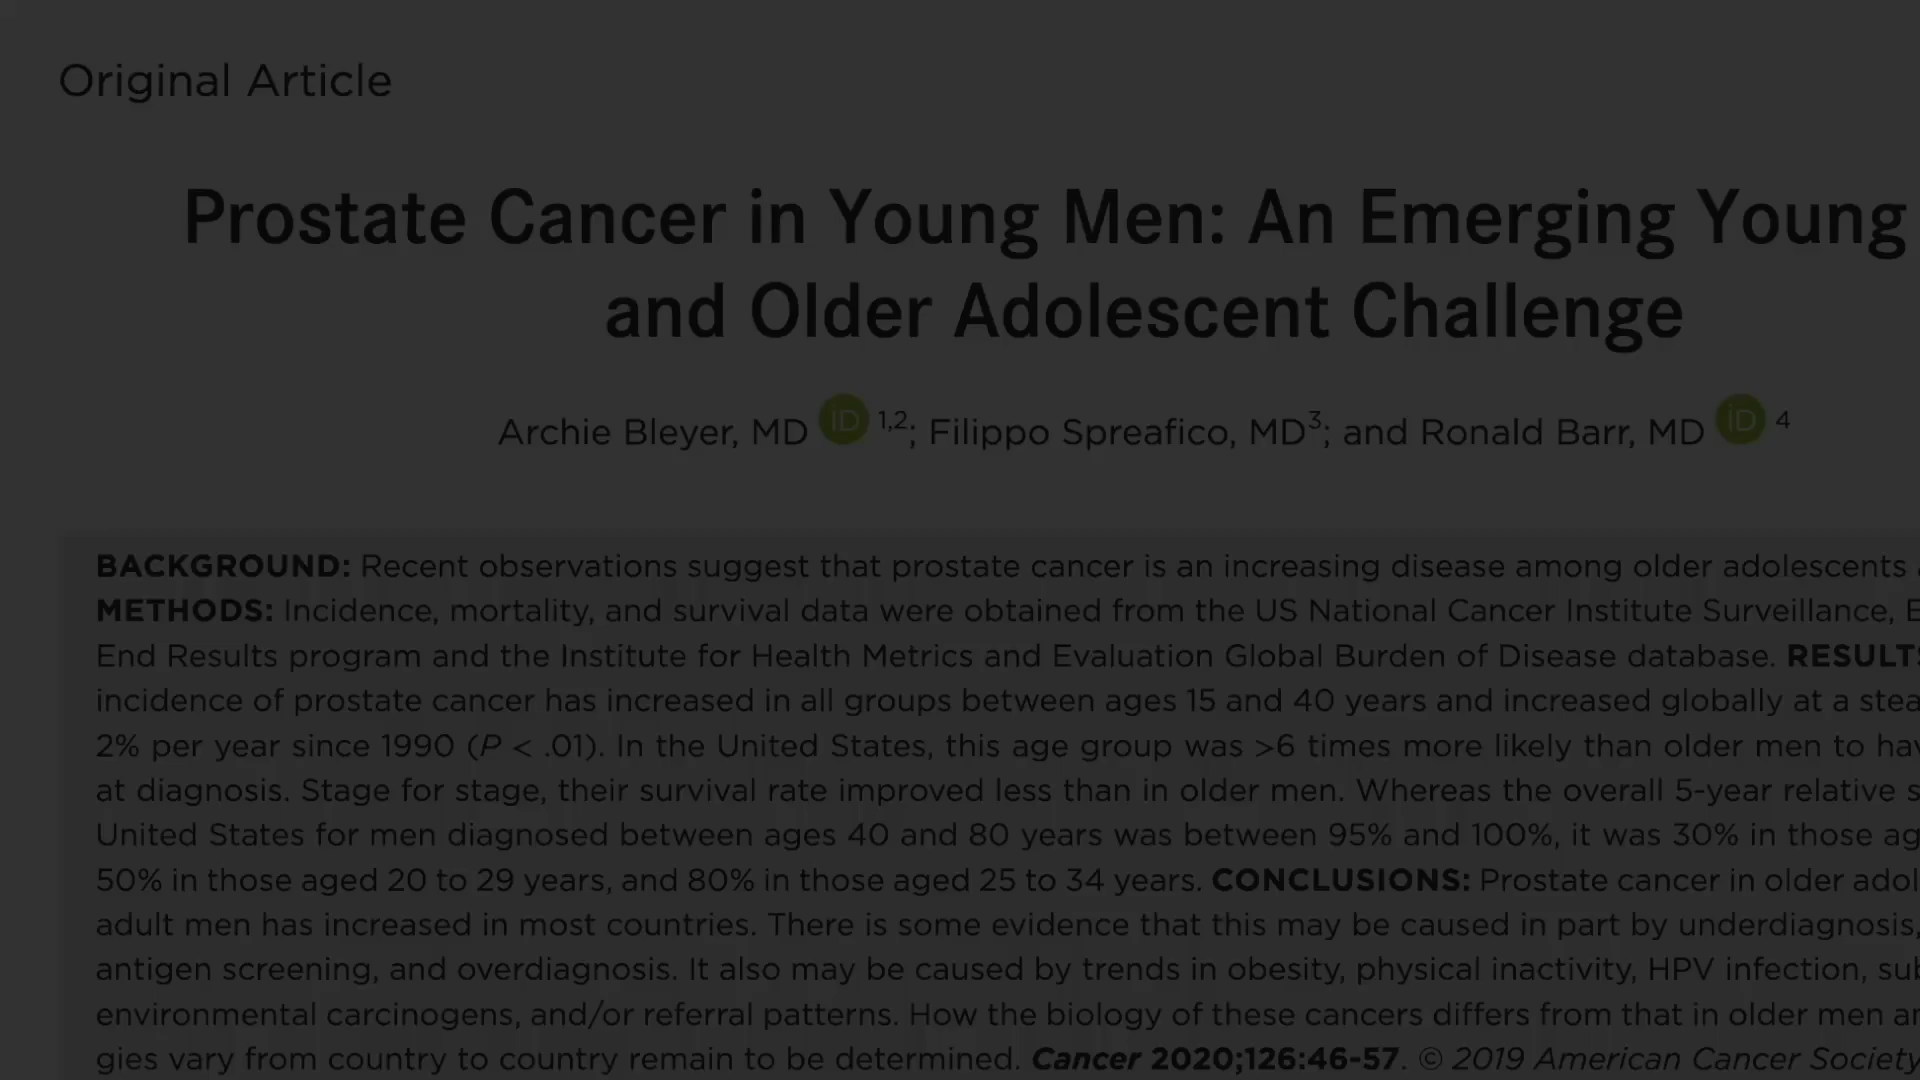 Original Article
Prostate Cancer in Young Men: An Emerging Young
and Older Adolescent Challenge
Archie Bleyer, MD iD 1,2; Filippo Spreafico, MD3; and Ronald Barr, MD iD 4
BACKGROUND: Recent observations suggest that prostate cancer is an increasing disease among older adolescents
METHODS: Incidence, mortality, and survival data were obtained from the US National Cancer Institute Surveillance,
End Results program and the Institute for Health Metrics and Evaluation Global Burden of Disease database. RESULTS
incidence of prostate cancer has increased in all groups between ages 15 and 40 years and increased globally at a stea
2% per year since 1990 (P < .01). In the United States, this age group was >6 times more likely than older men to hav
at diagnosis. Stage for stage, their survival rate improved less than in older men. Whereas the overall 5-year relative s
United States for men diagnosed between ages 40 and 80 years was between 95% and 100%, it was 30% in those ag
50% in those aged 20 to 29 years, and 80% in those aged 25 to 34 years. CONCLUSIONS: Prostate cancer in older adol
adult men has increased in most countries. There is some evidence that this may be caused in part by underdiagnosis,
antigen screening, and overdiagnosis. It also may be caused by trends in obesity, physical inactivity, HPV infection, sub
environmental carcinogens, and/or referral patterns. How the biology of these cancers differs from that in older men an
gies vary from country to country remain to be determined. Cancer 2020;126:46-57. © 2019 American Cancer Society